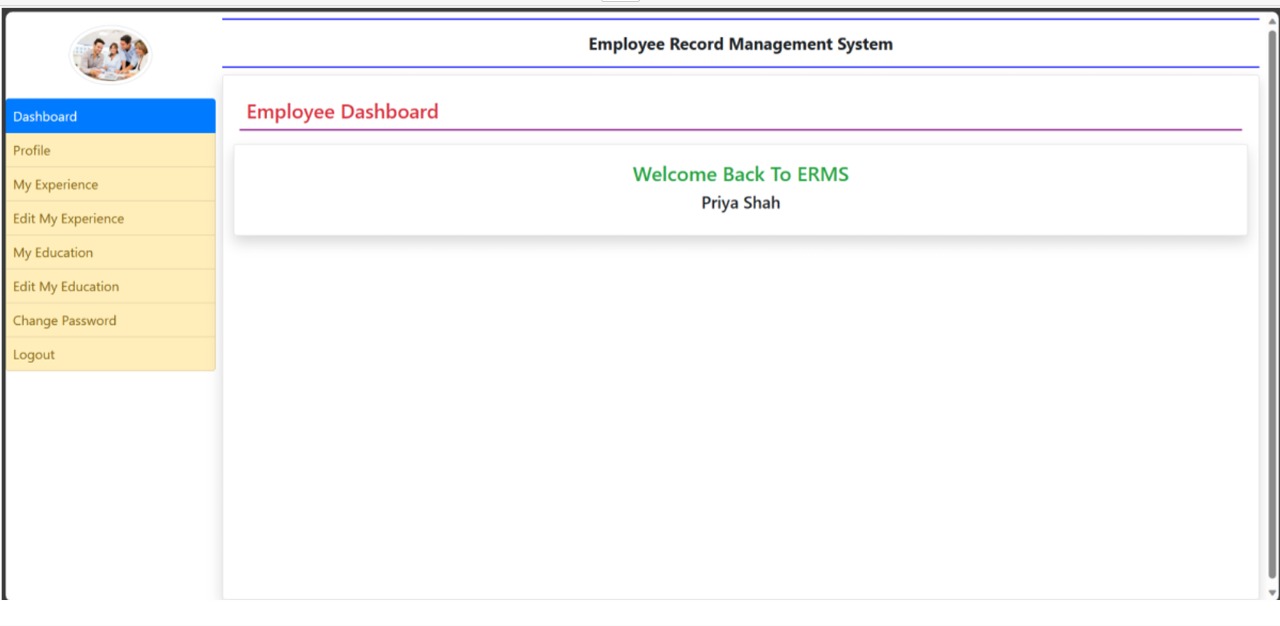 Employee Record Management System
Dashboard
Profile
My Experience
Edit My Experience
My Education
Edit My Education
Change Password
Logout
Employee Dashboard
Welcome Back To ERMS
Priya Shah